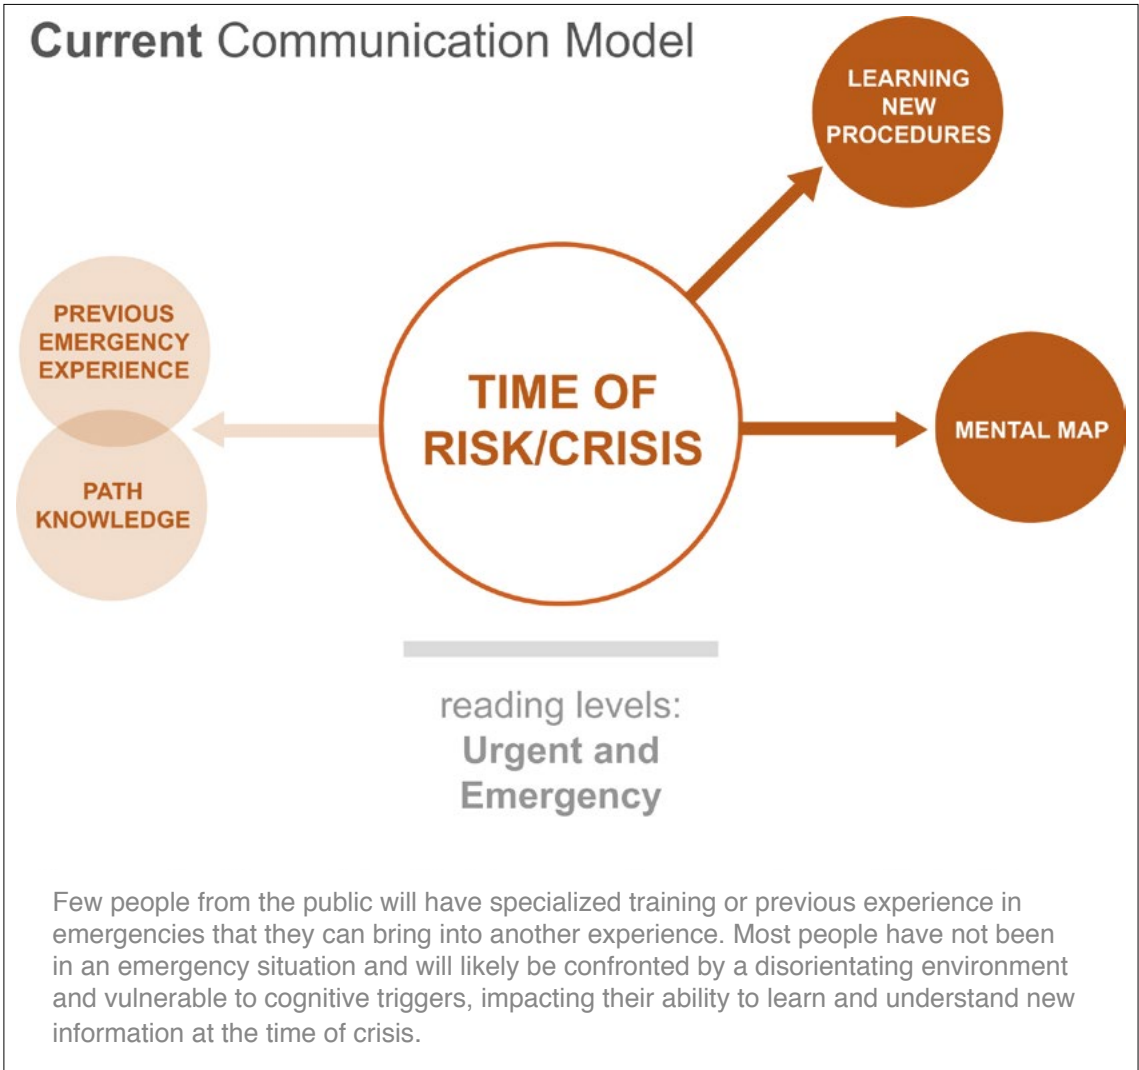 Current Communication Model
LEARNING
NEW
PROCEDURES
PREVIOUS
EMERGENCY
EXPERIENCE
PATH
KNOWLEDGE
TIME OF
RISK/CRISIS
MENTAL MAP
reading levels:
Urgent and
Emergency
Few people from the public will have specialized training or previous experience in
emergencies that they can bring into another experience. Most people have not been
in an emergency situation and will likely be confronted by a disorientating environment
and vulnerable to cognitive triggers, impacting their ability to learn and understand new
information at the time of crisis.